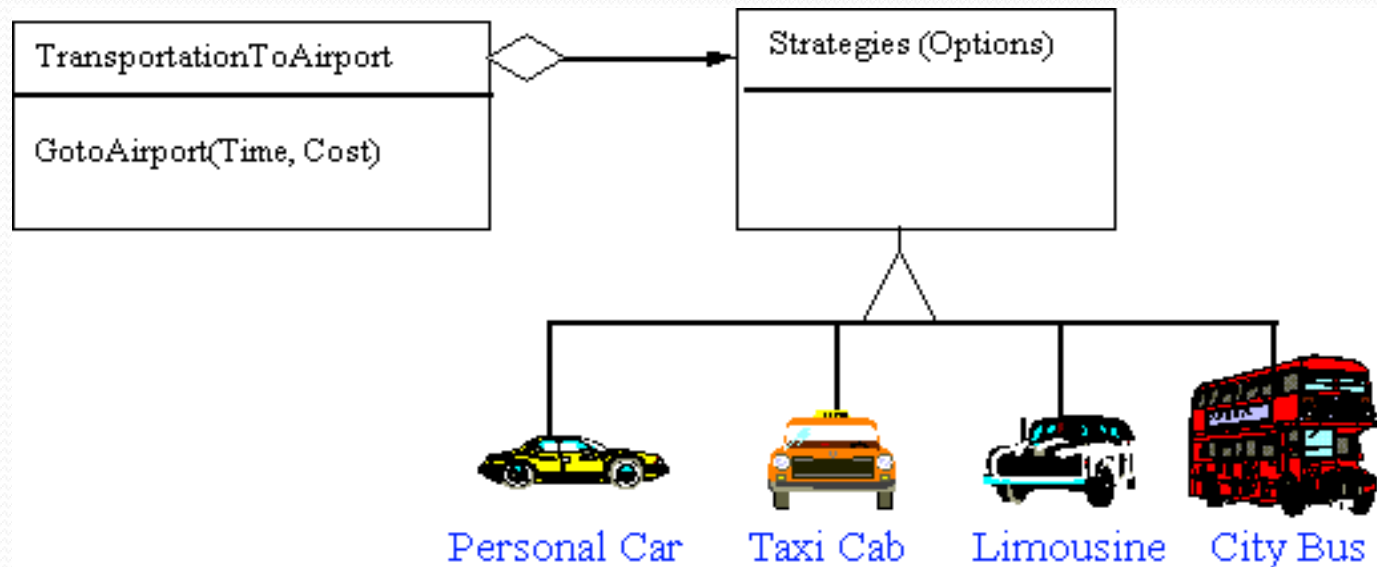 TransportationToAirport
GotoAirport(Time, Cost)
Strategies (Options)
Personal Car
Taxi Cab
Limousine
City Bus